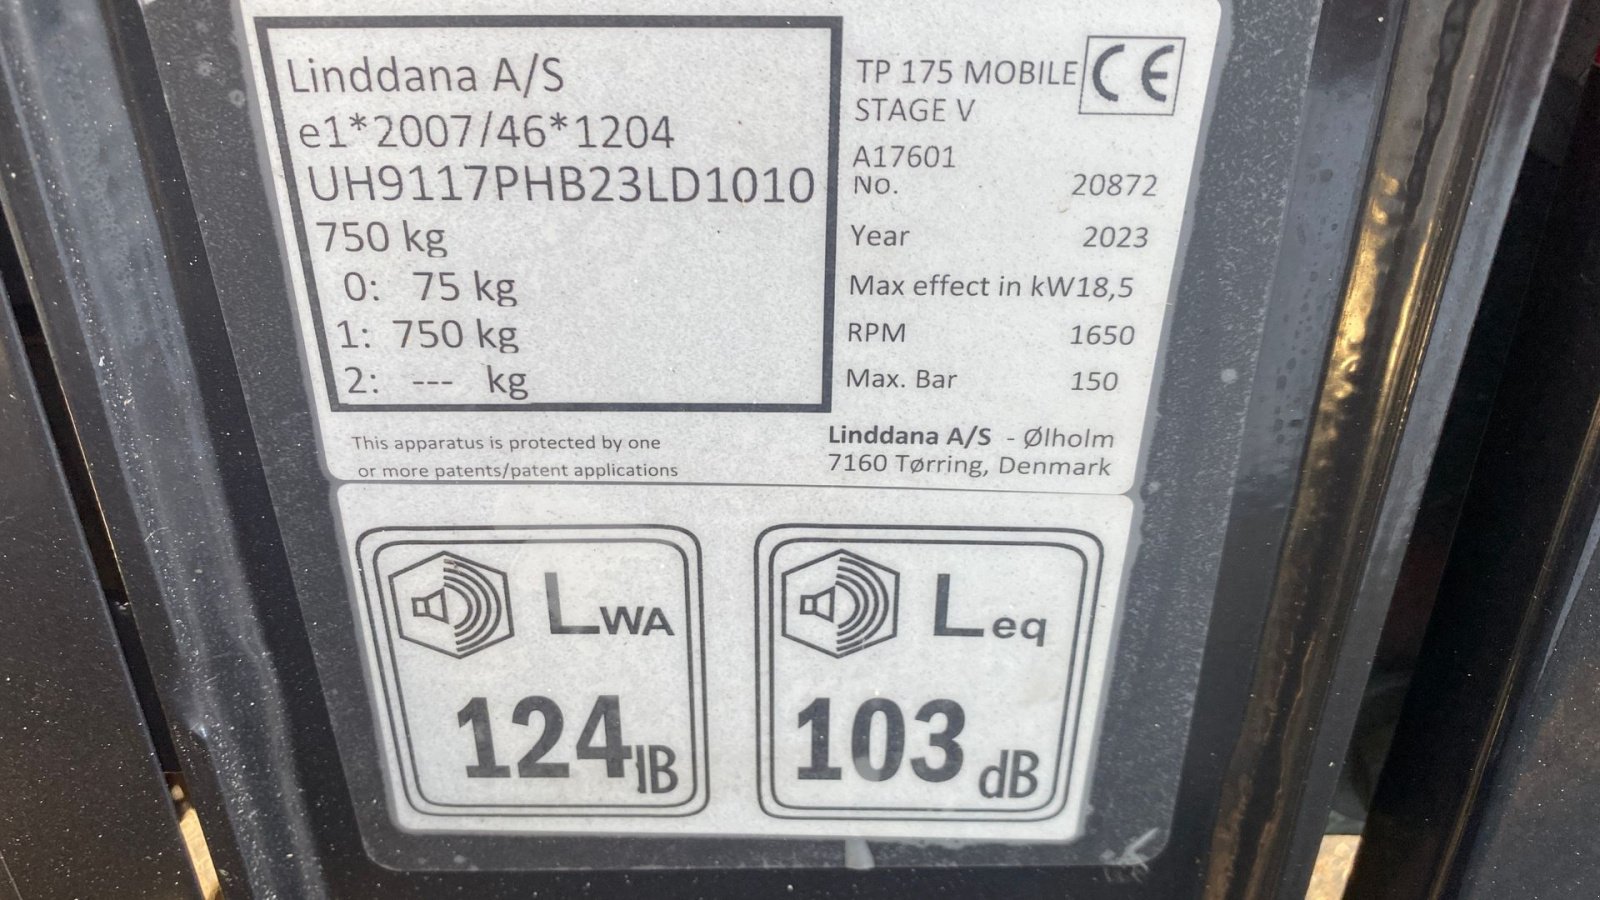 Linddana A/S
e1*2007/46*1204
UH9117PHB23LD1010
750 kg
0: 75 kg
1: 750 kg
2: --- kg
This apparatus is protected by one
or more patents/patent applications
TP 175 MOBILE CE
STAGE V
A17601
No. 20872
Year 2023
Max effect in kW18,5
RPM 1650
Max. Bar 150
Linddana A/S - Ølholm
7160 Tørring, Denmark
LWA
124 dB
Leq
103 dB